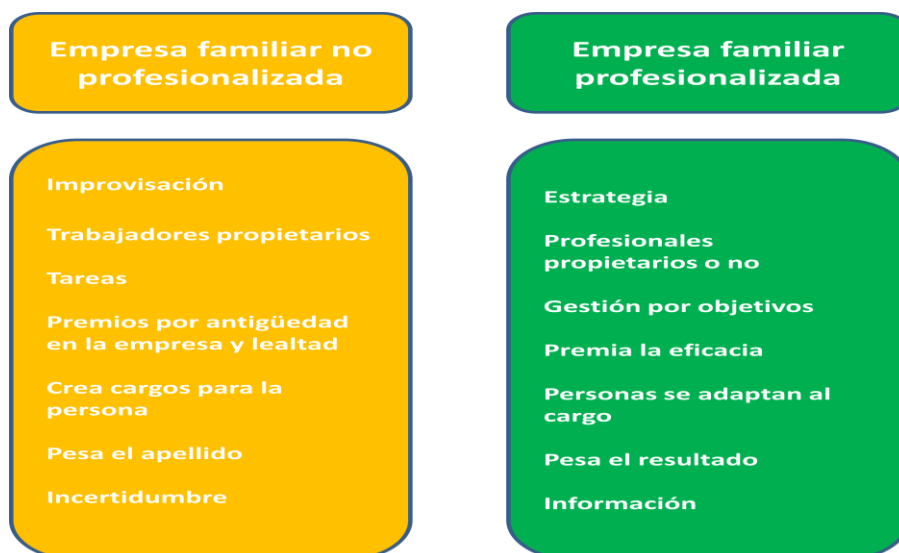 Empresa familiar no
profesionalizada
Improvisación
Trabajadores propietarios
Tareas
Premios por antigüedad
en la empresa y lealtad
Crea cargos para la
persona
Pesa el apellido
Incertidumbre
Empresa familiar
profesionalizada
Estrategia
Profesionales
propietarios o no
Gestión por objetivos
Premia la eficacia
Personas se adaptan al
cargo
Pesa el resultado
Información